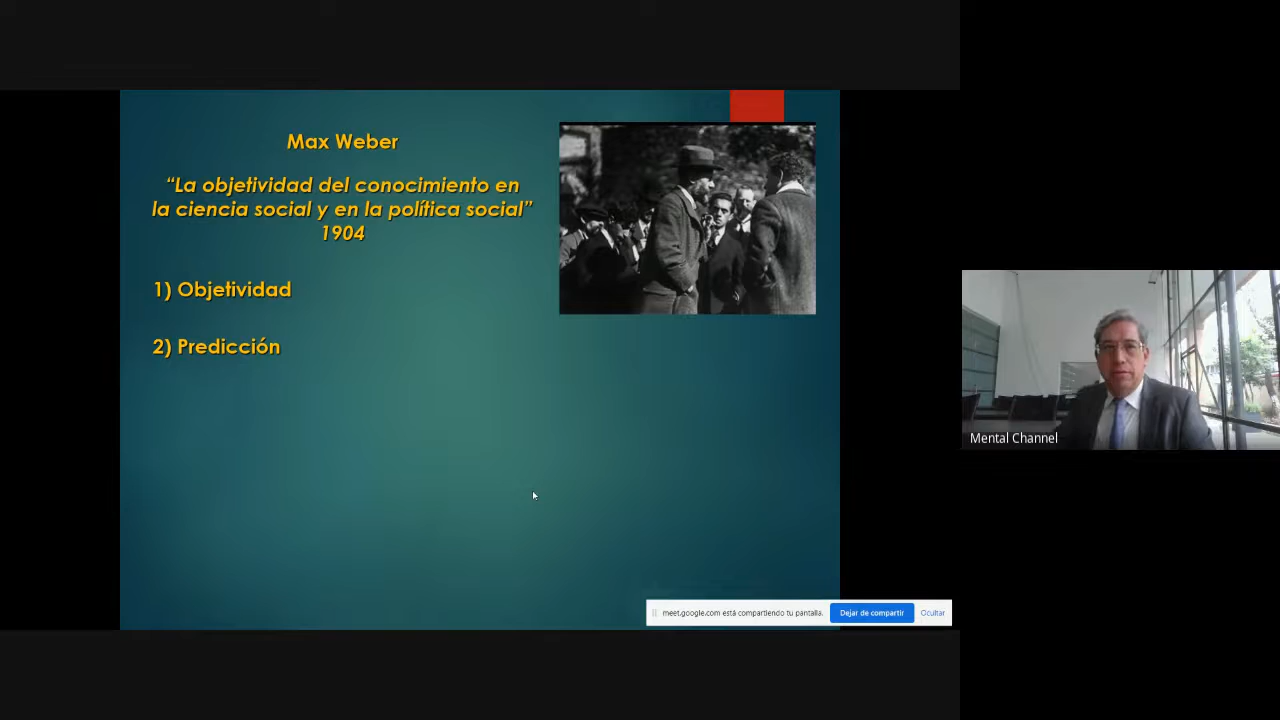 Max Weber
“La objetividad del conocimiento en
la ciencia social y en la política social”
1904
1) Objetividad
2) Predicción
Mental Channel
meet.google.com está compartiendo tu pantalla.
Dejar de compartir
Ocultar